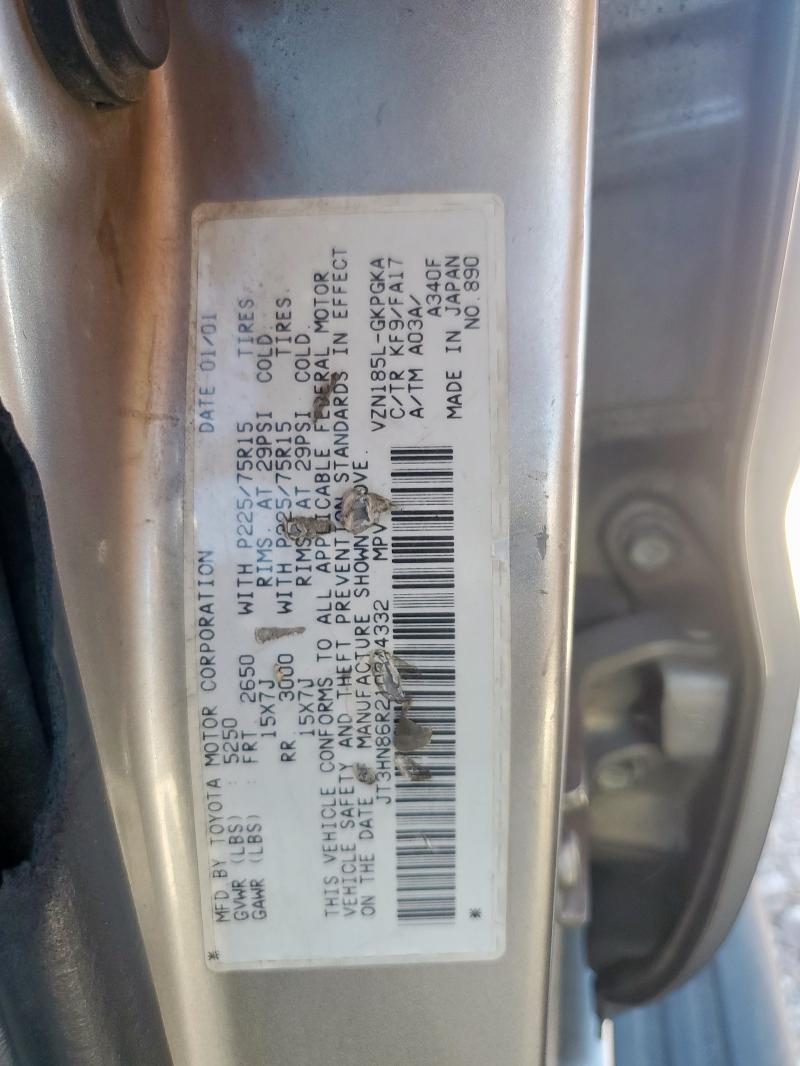 MFD. BY TOYOTA MOTOR CORPORATION DATE 01/01
GVWR (LBS) : 5250
GAWR (LBS) : FRT 2650 WITH P225/75R15 TIRES
15X7J RIMS. AT 29PSI COLD.
RR 3000 WITH P225/75R15 TIRES.
15X7J RIMS AT 29PSI COLD
THIS VEHICLE CONFORMS TO ALL APPLICABLE FEDERAL MOTOR
VEHICLE SAFETY AND THEFT PREVENTION STANDARDS IN EFFECT
ON THE DATE OF MANUFACTURE SHOWN ABOVE.
MPV VZN185L-GKPGKA
C/TR KF9/FA17
A/TM A03A/
A340F
MADE IN JAPAN
NO.890